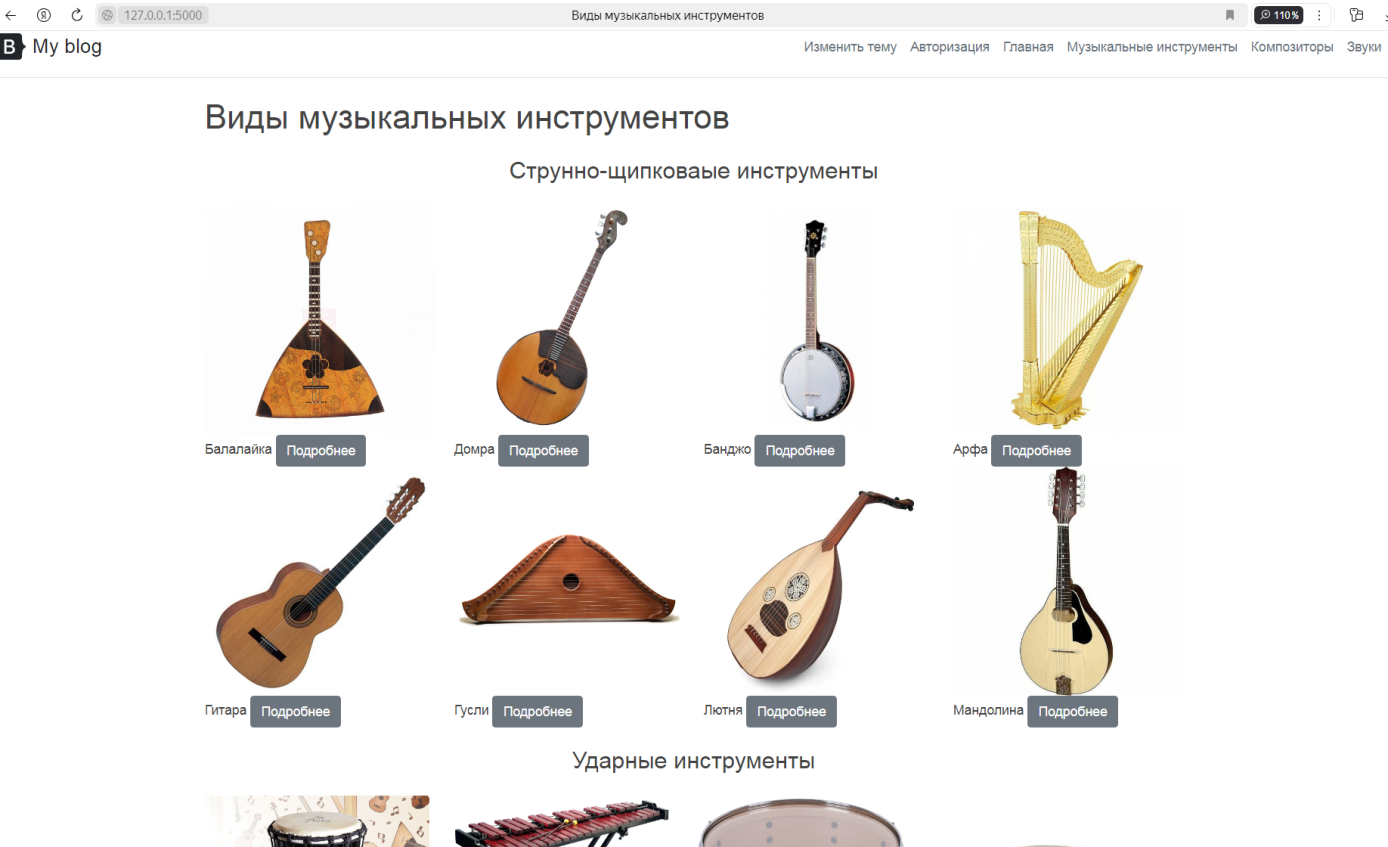 127.0.0.1:5000
Виды музыкальных инструментов
110%
B My blog
Изменить тему Авторизация Главная Музыкальные инструменты Композиторы Звуки
Виды музыкальных инструментов
Струнно-щипковаые инструменты
Балалайка Подробнее
Домра Подробнее
Банджо Подробнее
Арфа Подробнее
Гитара Подробнее
Гусли Подробнее
Лютня Подробнее
Мандолина Подробнее
Ударные инструменты